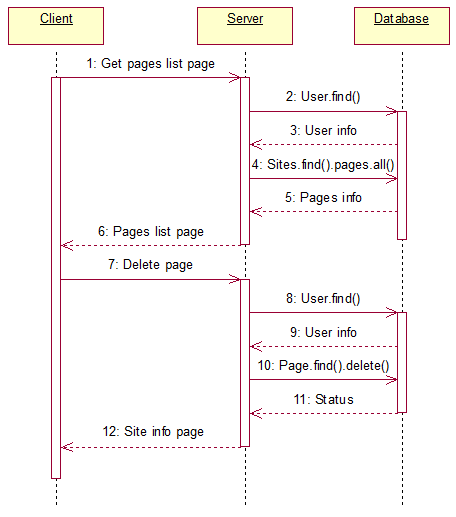 Client
Server
Database
1: Get pages list page
2: User.find()
3: User info
4: Sites.find().pages.all()
5: Pages info
6: Pages list page
7: Delete page
8: User.find()
9: User info
10: Page.find().delete()
11: Status
12: Site info page